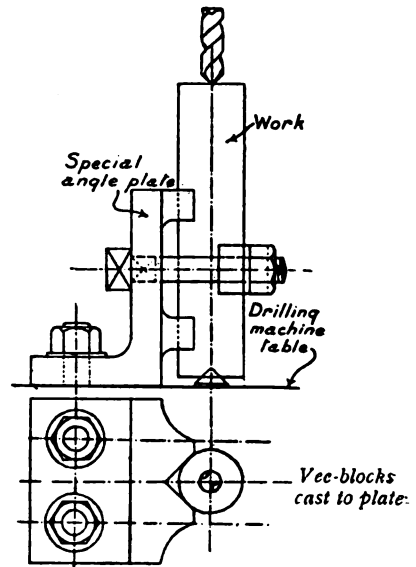 Work
Special
angle plate
Drilling
machine
table
Vee-blocks
cast to plate.